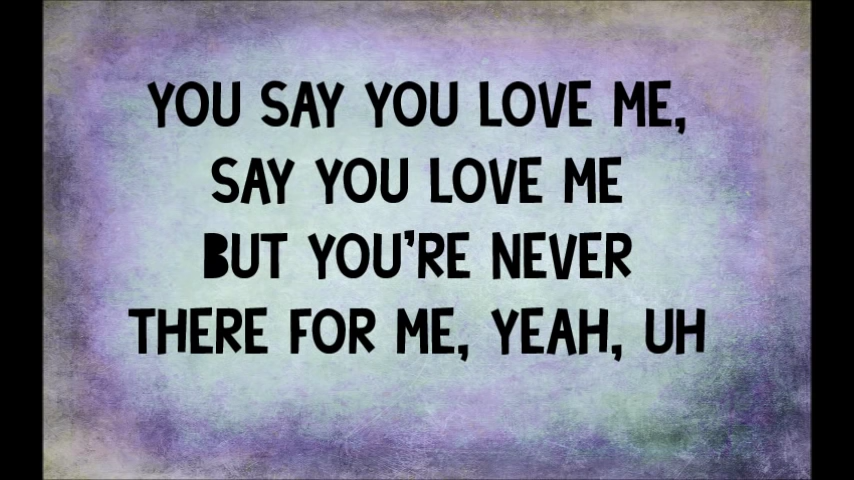 YOU SAY YOU LOVE ME,
SAY YOU LOVE ME
BUT YOU'RE NEVER
THERE FOR ME, YEAH, UH